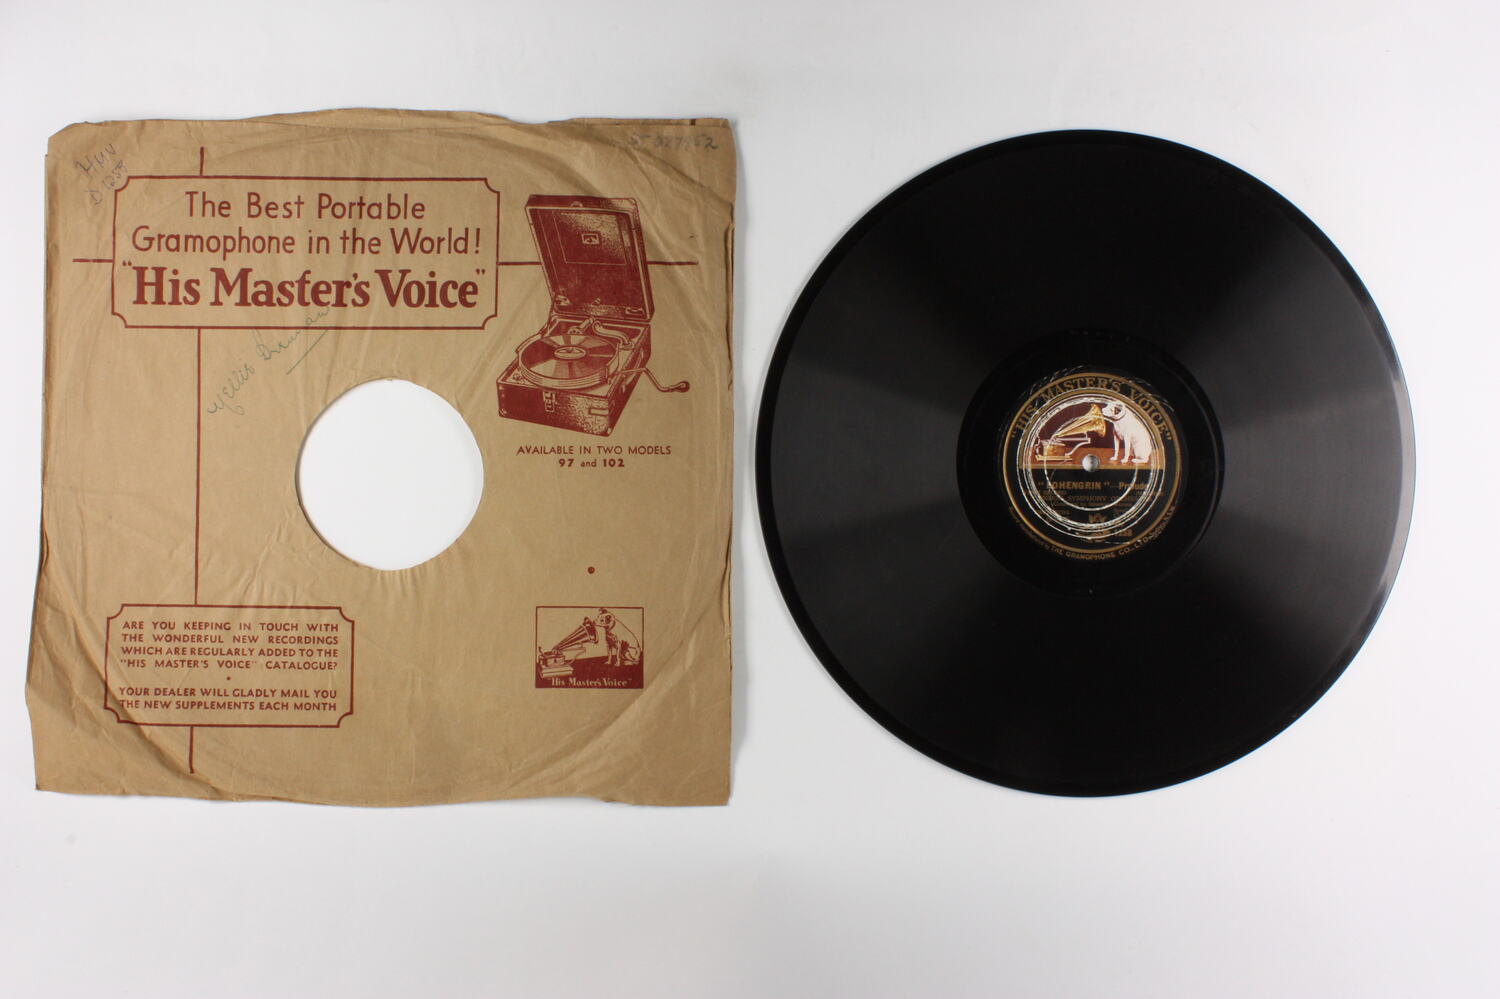 HMV
The Best Portable
Gramophone in the World!
"His Master's Voice"
AVAILABLE IN TWO MODELS
97 and 102
ARE YOU KEEPING IN TOUCH WITH
THE WONDERFUL NEW RECORDINGS
WHICH ARE REGULARLY ADDED TO THE
"HIS MASTER'S VOICE" CATALOGUE?
YOUR DEALER WILL GLADLY MAIL YOU
THE NEW SUPPLEMENTS EACH MONTH
"His Master's Voice"
"HIS MASTER'S VOICE"
"LOHENGRIN"—Prelude
SYMPHONY
THE GRAMOPHONE CO., LTD.